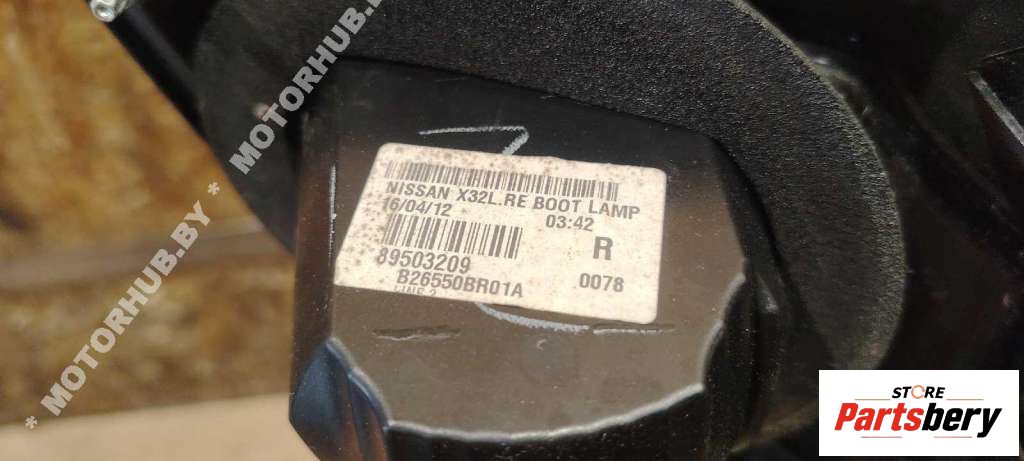 * MOTORHUB.BY * MOTORHUB.BY
NISSAN X32L.RE BOOT LAMP
16/04/12 03:42
R
89503209
B26550BR01A 0078
STORE
Partsbery